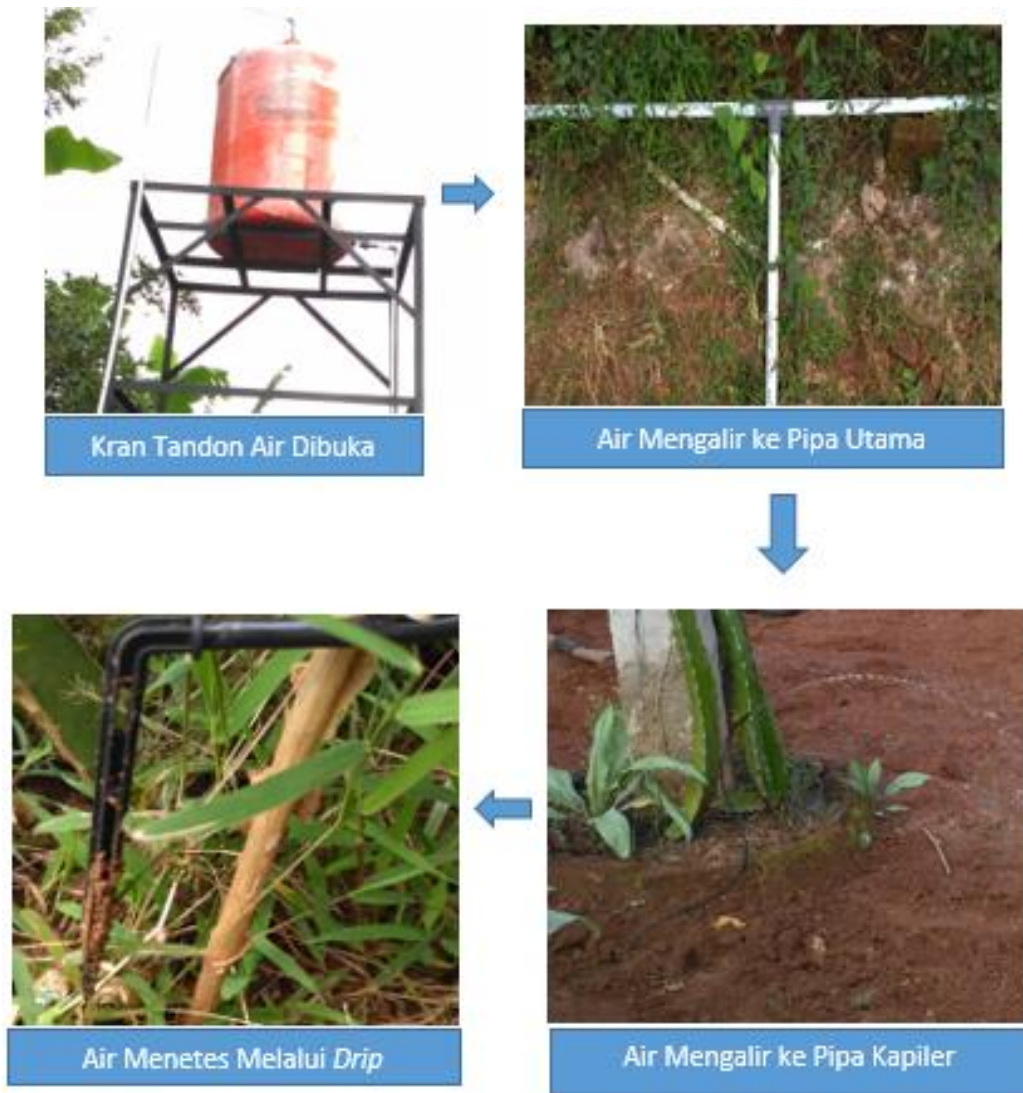 Kran Tandon Air Dibuka
Air Mengalir ke Pipa Utama
Air Mengalir ke Pipa Kapiler
Air Menetes Melalui Drip